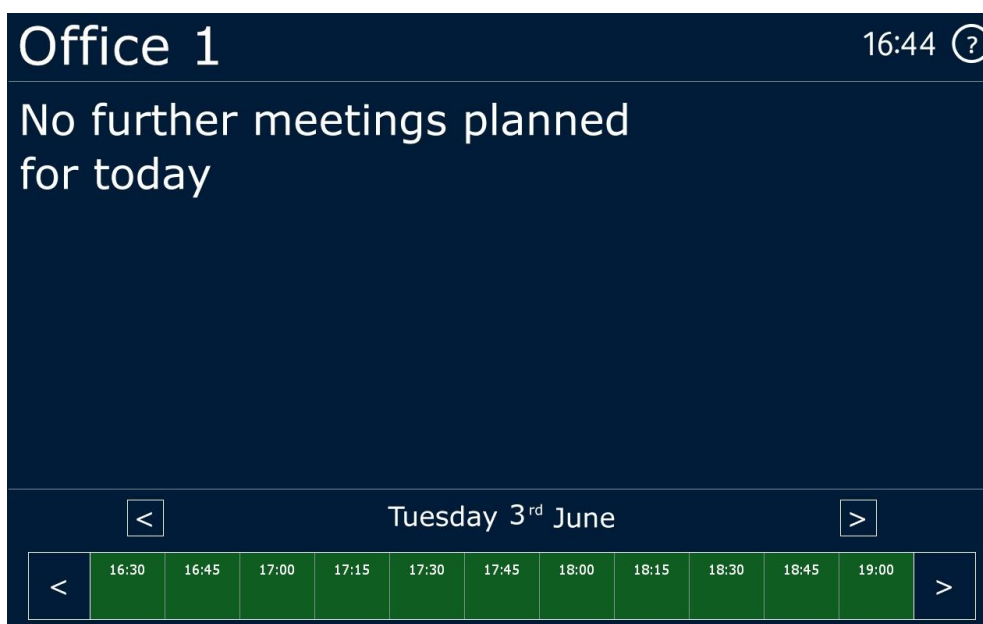 Office 1
16:44 ?
No further meetings planned
for today
< Tuesday 3rd June >
< 16:30 16:45 17:00 17:15 17:30 17:45 18:00 18:15 18:30 18:45 19:00 >